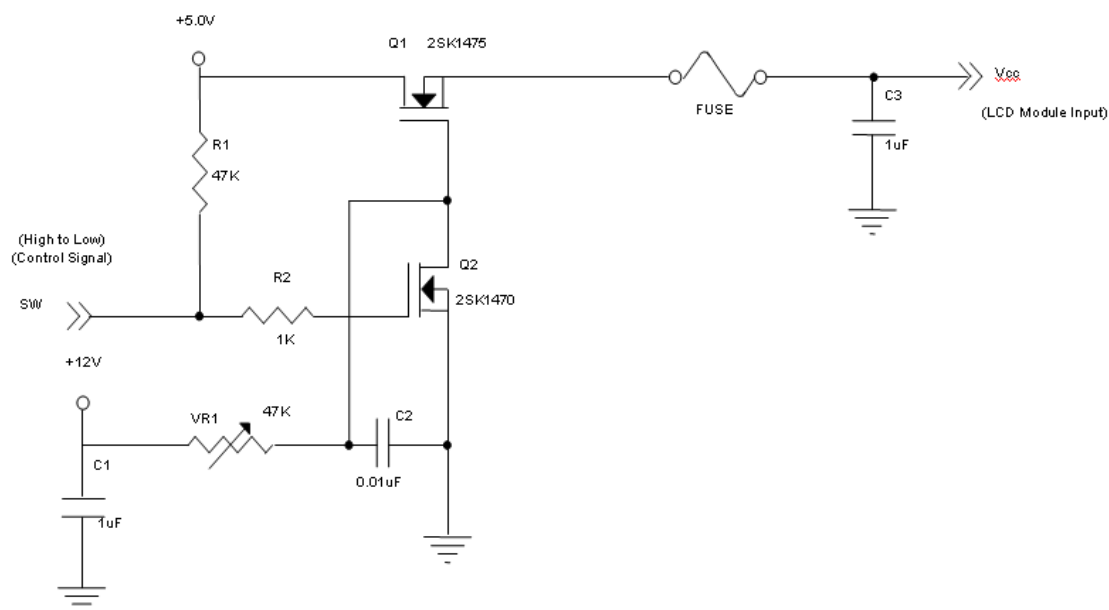 +5.0V
Q1 2SK1475
Vcc
C3
FUSE
(LCD Module Input)
R1
1uF
47K
(High to Low)
(Control Signal)
R2
Q2
SW
2SK1470
1K
+12V
VR1
47K
C2
C1
0.01uF
1uF